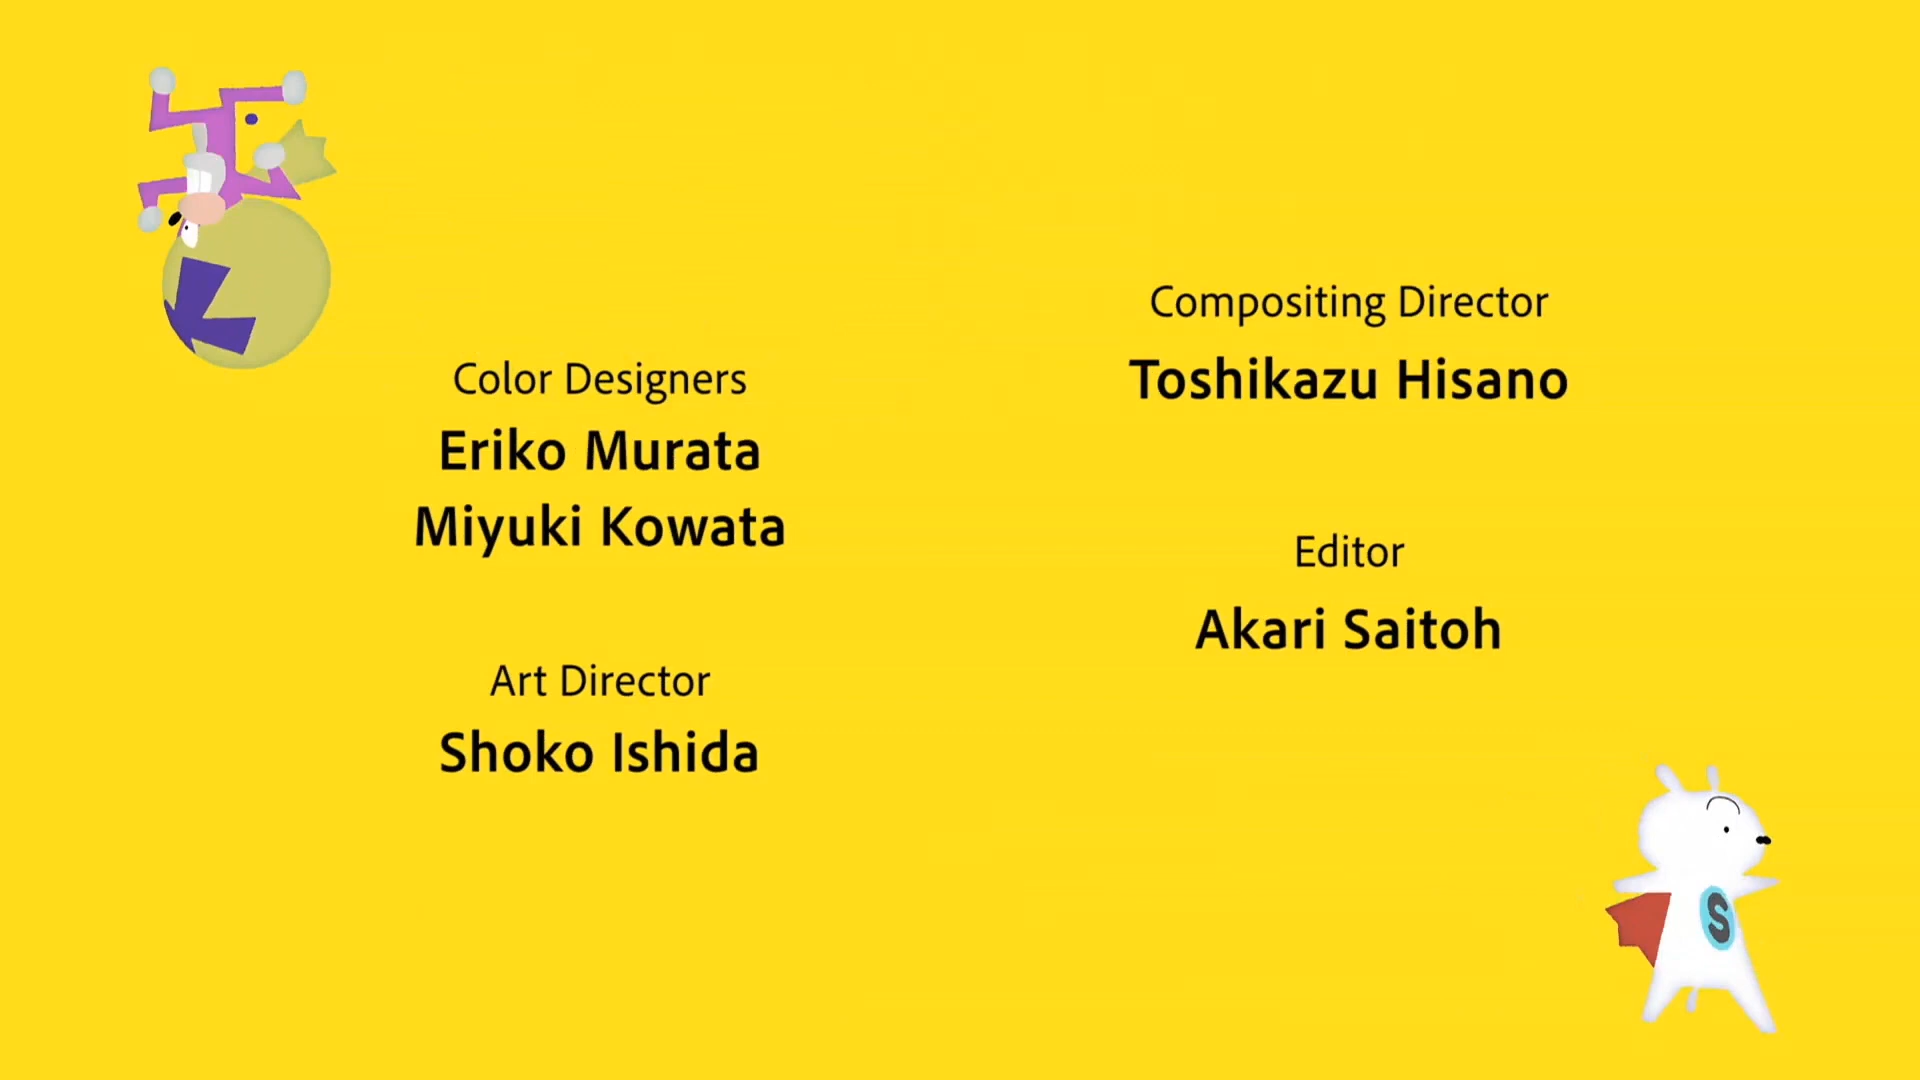 Color Designers
Eriko Murata
Miyuki Kowata
Art Director
Shoko Ishida
Compositing Director
Toshikazu Hisano
Editor
Akari Saitoh
S